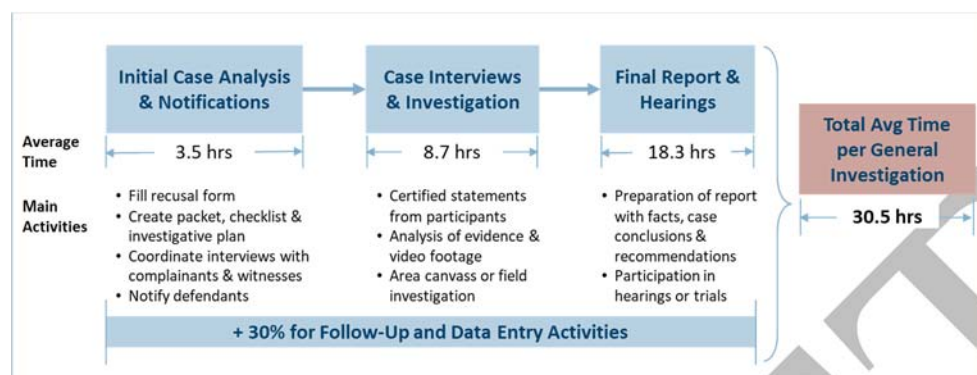 Initial Case Analysis
& Notifications
Case Interviews
& Investigation
Final Report &
Hearings
Total Avg Time
per General
Investigation
Average
Time
3.5 hrs
8.7 hrs
18.3 hrs
30.5 hrs
Main
Activities
• Fill recusal form
• Create packet, checklist &
investigative plan
• Coordinate interviews with
complainants & witnesses
• Notify defendants
• Certified statements
from participants
• Analysis of evidence &
video footage
• Area canvass or field
investigation
• Preparation of report
with facts, case
conclusions &
recommendations
• Participation in
hearings or trials
+ 30% for Follow-Up and Data Entry Activities